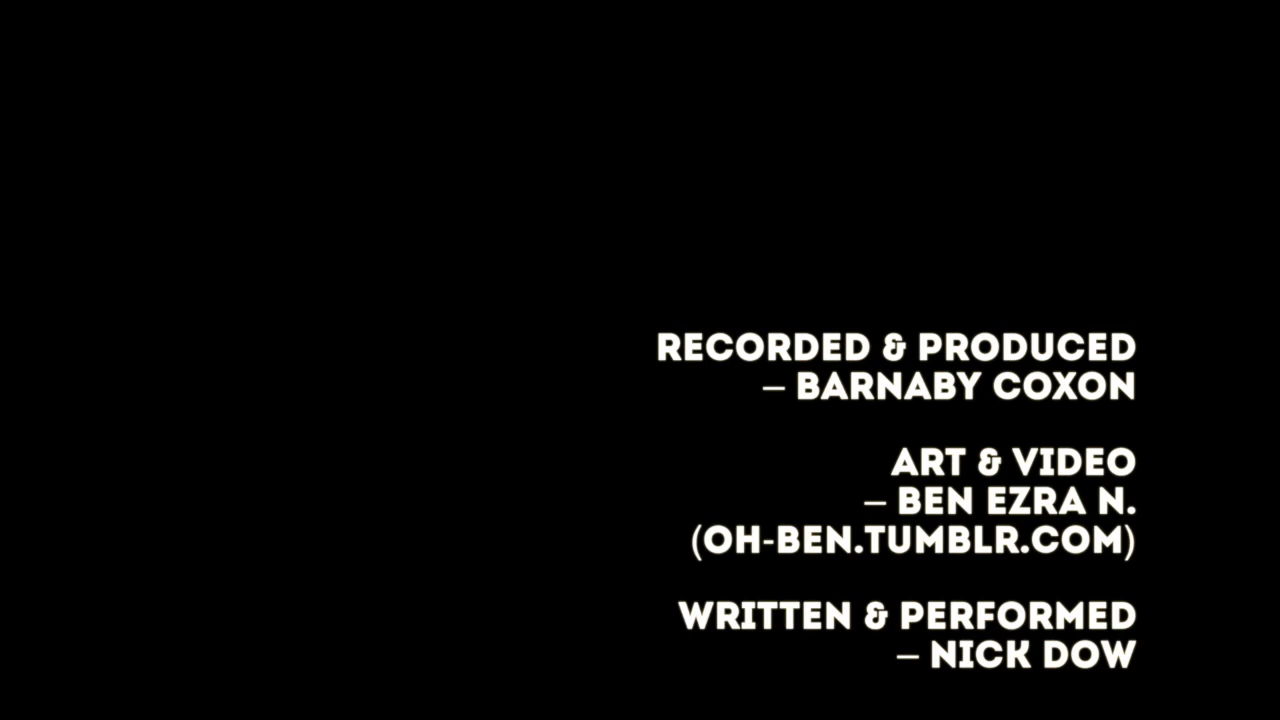 RECORDED & PRODUCED
– BARNABY COXON
ART & VIDEO
– BEN EZRA N.
(OH-BEN.TUMBLR.COM)
WRITTEN & PERFORMED
– NICK DOW